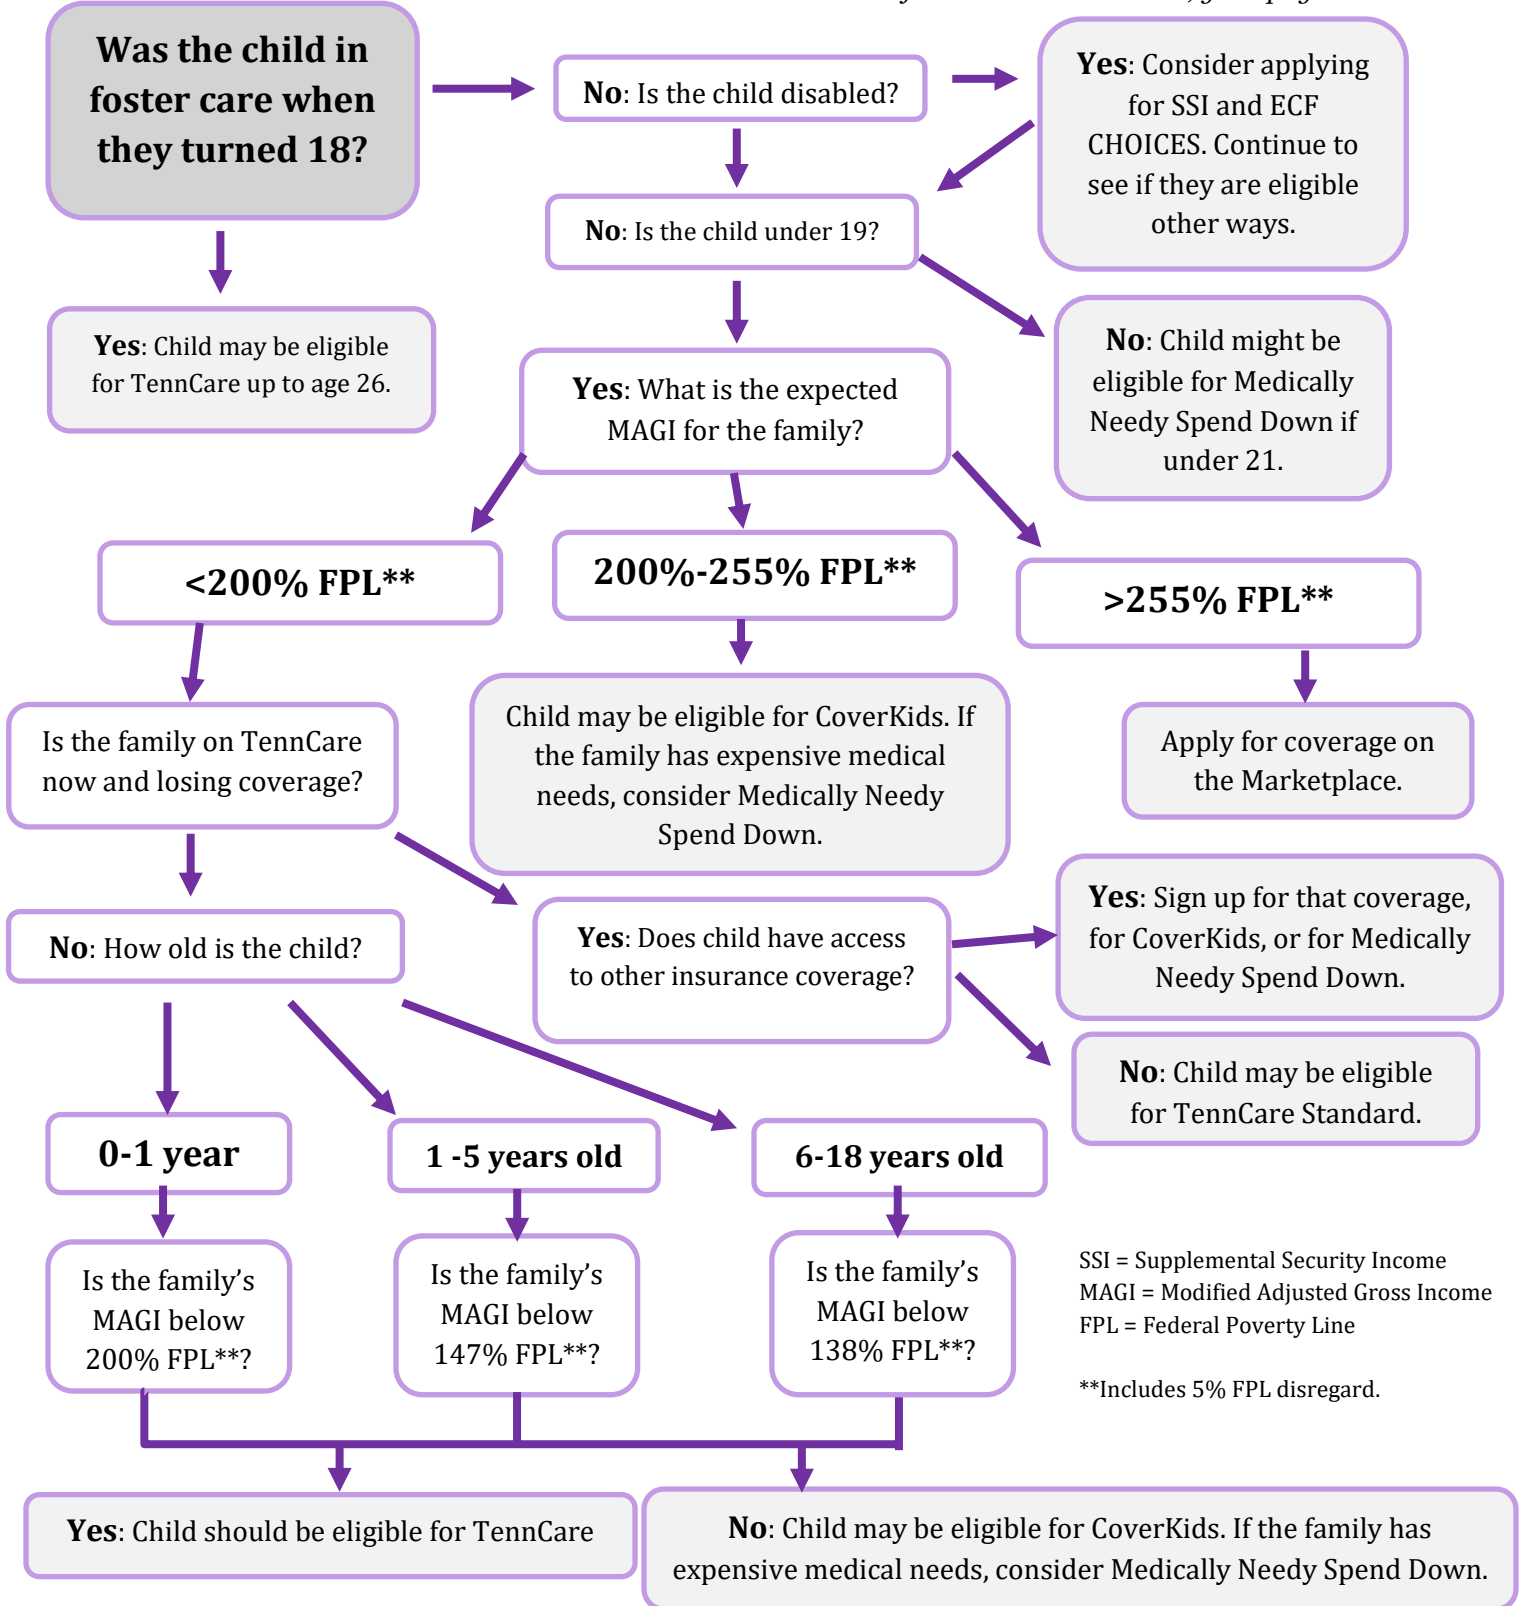 Was the child in
foster care when
they turned 18?
No: Is the child disabled?
Yes: Consider applying
for SSI and ECF
CHOICES. Continue to
see if they are eligible
other ways.
No: Is the child under 19?
Yes: Child may be eligible
for TennCare up to age 26.
No: Child might be
eligible for Medically
Needy Spend Down if
under 21.
Yes: What is the expected
MAGI for the family?
<200% FPL**
200%-255% FPL**
>255% FPL**
Is the family on TennCare
now and losing coverage?
Child may be eligible for CoverKids. If
the family has expensive medical
needs, consider Medically Needy
Spend Down.
Apply for coverage on
the Marketplace.
No: How old is the child?
Yes: Does child have access
to other insurance coverage?
Yes: Sign up for that coverage,
for CoverKids, or for Medically
Needy Spend Down.
No: Child may be eligible
for TennCare Standard.
0-1 year
1 -5 years old
6-18 years old
Is the family's
MAGI below
200% FPL**?
Is the family's
MAGI below
147% FPL**?
Is the family's
MAGI below
138% FPL**?
SSI = Supplemental Security Income
MAGI = Modified Adjusted Gross Income
FPL = Federal Poverty Line
**Includes 5% FPL disregard.
Yes: Child should be eligible for TennCare
No: Child may be eligible for CoverKids. If the family has
expensive medical needs, consider Medically Needy Spend Down.